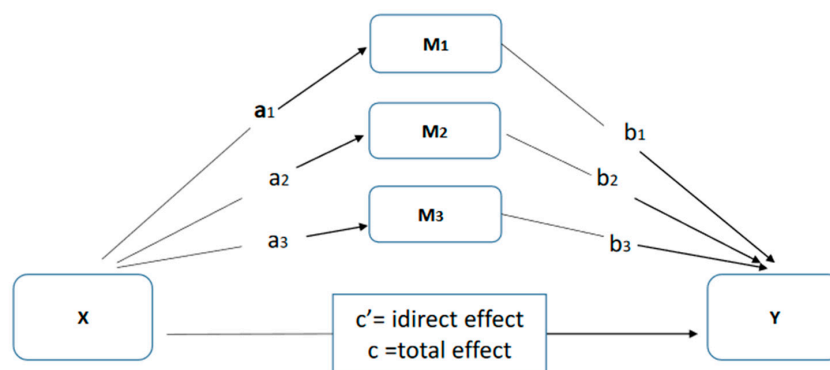 M1
a1
M2
b1
a2
b2
M3
a3
b3
X
c'= idirect effect
c =total effect
Y